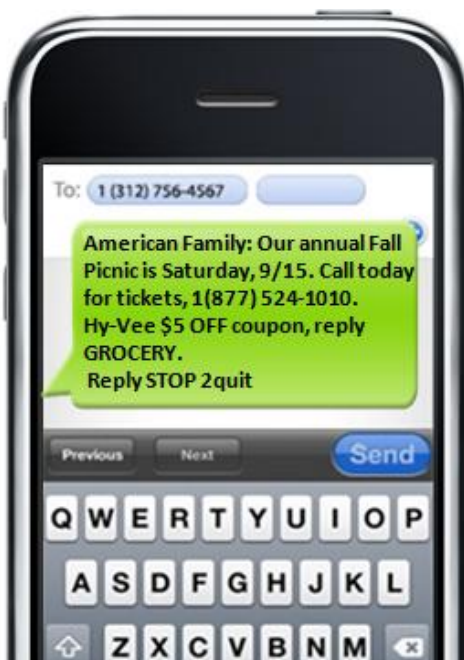 To: 1 (312) 756-4567
American Family: Our annual Fall
Picnic is Saturday, 9/15. Call today
for tickets, 1(877) 524-1010.
Hy-Vee $5 OFF coupon, reply
GROCERY.
Reply STOP 2quit
Previous Next Send
Q W E R T Y U I O P
A S D F G H J K L
Z X C V B N M